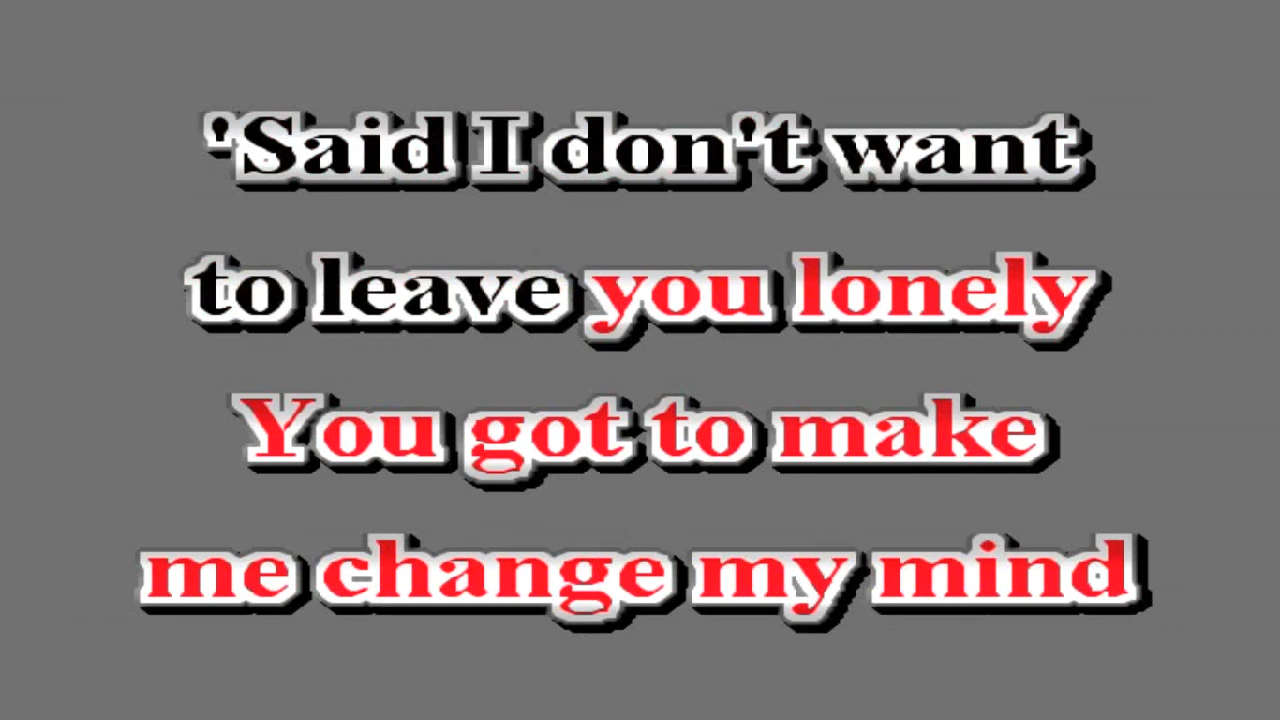 'Said I don't want
to leave you lonely
You got to make
me change my mind